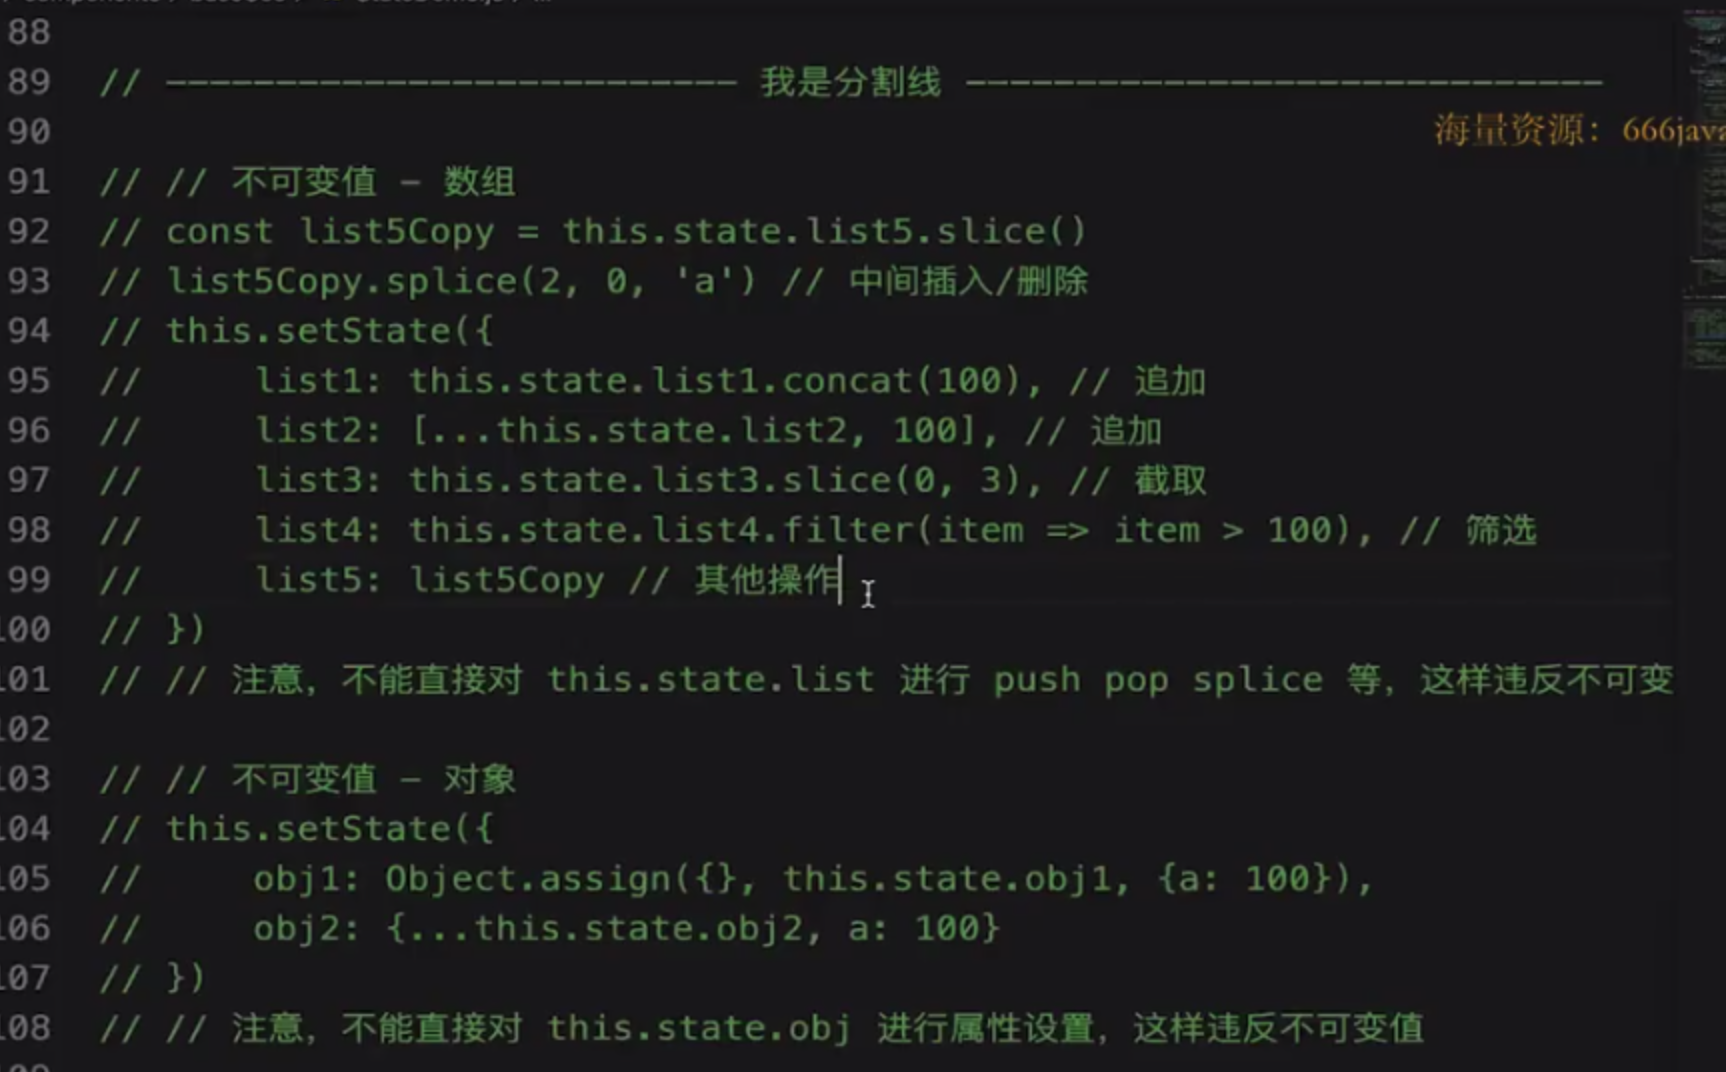 88
89 // —————————————————————————— 我是分割线 —————————————————————————————
90
海量资源：666java
91 // // 不可变值 - 数组
92 // const list5Copy = this.state.list5.slice()
93 // list5Copy.splice(2, 0, 'a') // 中间插入/删除
94 // this.setState({
95 //     list1: this.state.list1.concat(100), // 追加
96 //     list2: [...this.state.list2, 100], // 追加
97 //     list3: this.state.list3.slice(0, 3), // 截取
98 //     list4: this.state.list4.filter(item => item > 100), // 筛选
99 //     list5: list5Copy // 其他操作
100 // })
101 // // 注意，不能直接对 this.state.list 进行 push pop splice 等，这样违反不可变
102
103 // // 不可变值 - 对象
104 // this.setState({
105 //     obj1: Object.assign({}, this.state.obj1, {a: 100}),
106 //     obj2: {...this.state.obj2, a: 100}
107 // })
108 // // 注意，不能直接对 this.state.obj 进行属性设置，这样违反不可变值